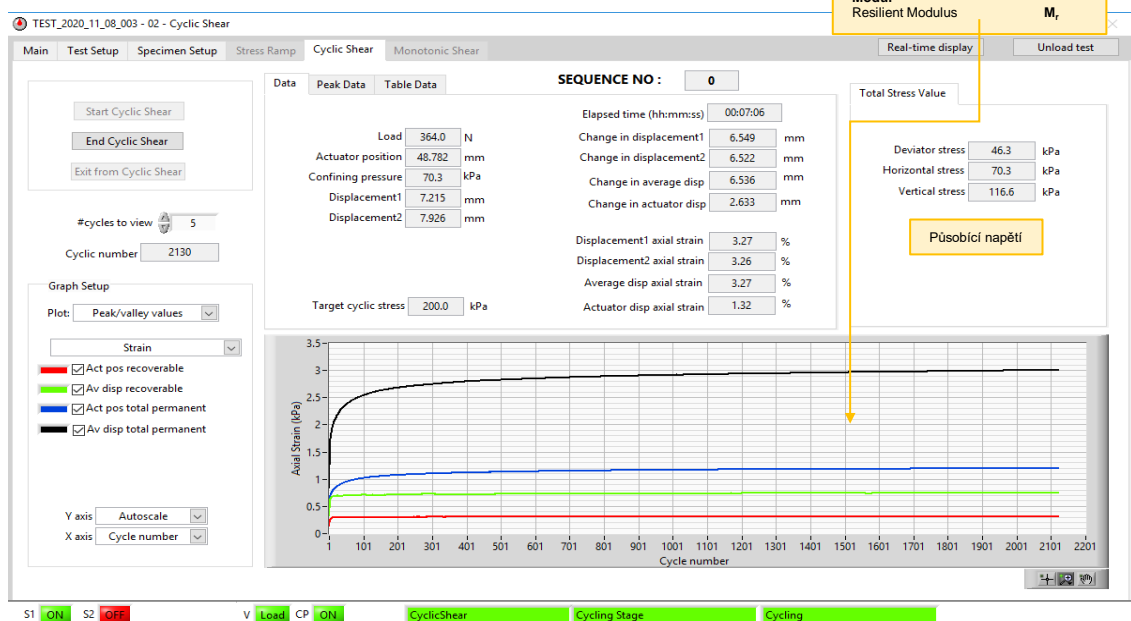 Modul
Resilient Modulus Mr
TEST_2020_11_08_003 - 02 - Cyclic Shear
Main Test Setup Specimen Setup Stress Ramp Cyclic Shear Monotonic Shear Real-time display Unload test
Start Cyclic Shear
End Cyclic Shear
Exit from Cyclic Shear
#cycles to view 5
Cyclic number 2130
Graph Setup
Plot: Peak/valley values
Strain
Act pos recoverable
Av disp recoverable
Act pos total permanent
Av disp total permanent
Y axis Autoscale
X axis Cycle number
Data Peak Data Table Data
SEQUENCE NO : 0
Load 364.0 N
Actuator position 48.782 mm
Confining pressure 70.3 kPa
Displacement1 7.215 mm
Displacement2 7.926 mm
Target cyclic stress 200.0 kPa
Elapsed time (hh:mm:ss) 00:07:06
Change in displacement1 6.549 mm
Change in displacement2 6.522 mm
Change in average disp 6.536 mm
Change in actuator disp 2.633 mm
Displacement1 axial strain 3.27 %
Displacement2 axial strain 3.26 %
Average disp axial strain 3.27 %
Actuator disp axial strain 1.32 %
Total Stress Value
Deviator stress 46.3 kPa
Horizontal stress 70.3 kPa
Vertical stress 116.6 kPa
Působící napětí
Axial Strain (kPa)
3.5
3
2.5
2
1.5
1
0.5
0
1 101 201 301 401 501 601 701 801 901 1001 1101 1201 1301 1401 1501 1601 1701 1801 1901 2001 2101 2201
Cycle number
S1 ON S2 OFF V Load CP ON CyclicShear Cycling Stage Cycling